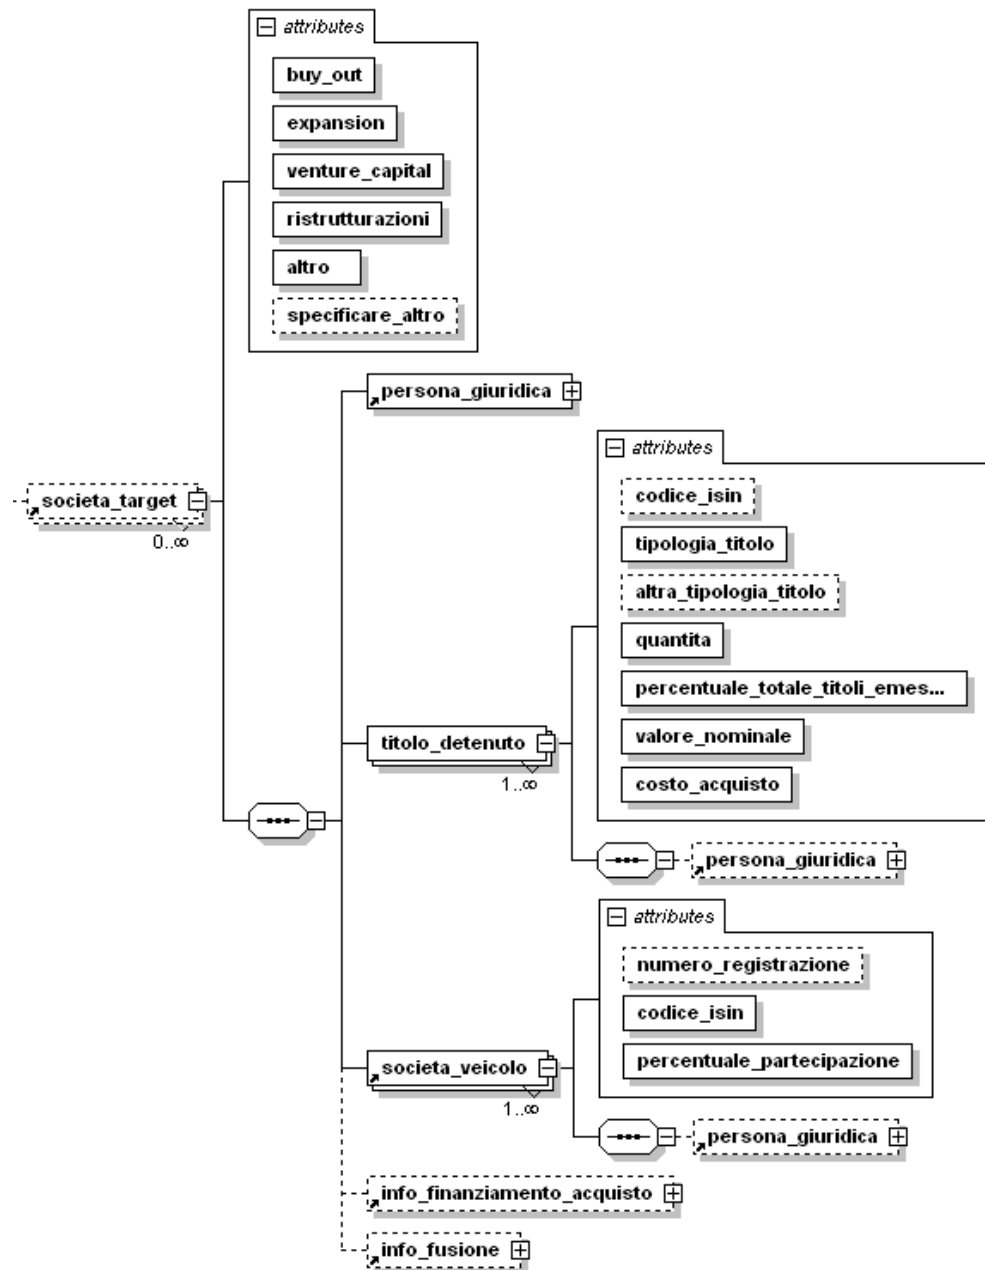 attributes
buy_out
expansion
venture_capital
ristrutturazioni
altro
specificare_altro
persona_giuridica
attributes
codice_isin
societa_target
0..∞
tipologia_titolo
altra_tipologia_titolo
quantita
percentuale_totale_titoli_emes...
titolo_detenuto
1..∞
valore_nominale
costo_acquisto
persona_giuridica
attributes
numero_registrazione
codice_isin
percentuale_partecipazione
societa_veicolo
1..∞
persona_giuridica
info_finanziamento_acquisto
info_fusione